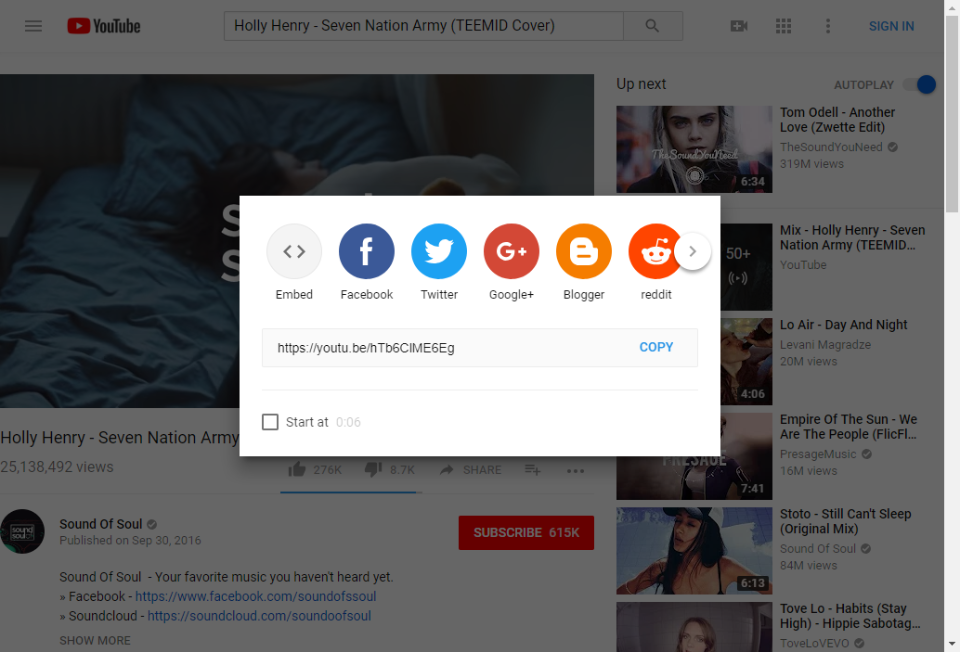 YouTube
Holly Henry - Seven Nation Army (TEEMID Cover)
SIGN IN
Up next
AUTOPLAY
TheSoundYouNeed
6:34
Tom Odell - Another
Love (Zwette Edit)
TheSoundYouNeed
319M views
50+
Mix - Holly Henry - Seven
Nation Army (TEEMID...
YouTube
4:06
Lo Air - Day And Night
Levani Magradze
20M views
PRESAGE
7:41
Empire Of The Sun - We
Are The People (FlicFl...
PresageMusic
16M views
6:13
Stoto - Still Can't Sleep
(Original Mix)
Sound Of Soul
84M views
Tove Lo - Habits (Stay
High) - Hippie Sabotag...
ToveLoVEVO
Embed
Facebook
Twitter
Google+
Blogger
reddit
https://youtu.be/hTb6CIME6Eg
COPY
Start at 0:06
Holly Henry - Seven Nation Army
25,138,492 views
276K
8.7K
SHARE
Sound Of Soul
Published on Sep 30, 2016
SUBSCRIBE 615K
Sound Of Soul - Your favorite music you haven't heard yet.
» Facebook - https://www.facebook.com/soundofssoul
» Soundcloud - https://soundcloud.com/soundoofsoul
SHOW MORE